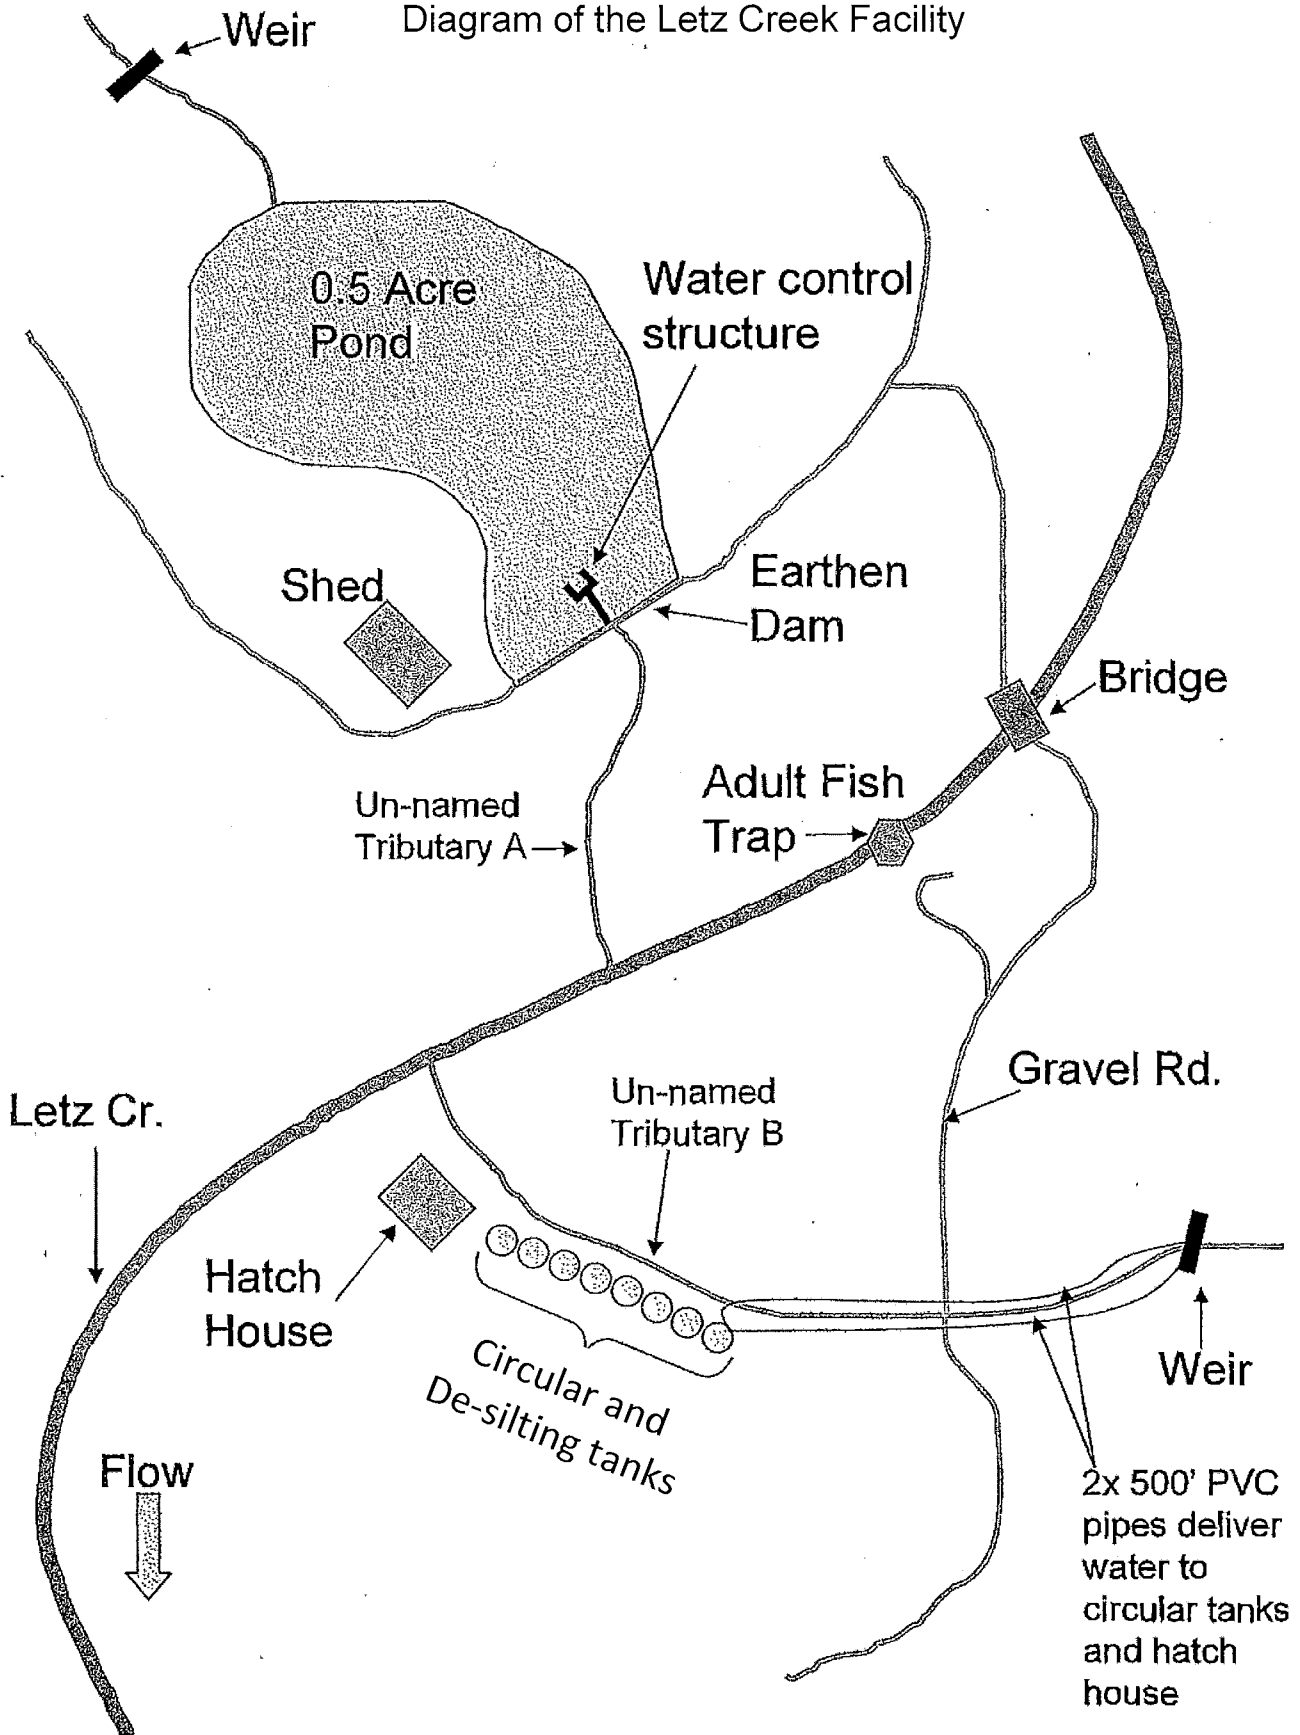 Diagram of the Letz Creek Facility
Weir
0.5 Acre
Pond
Water control
structure
Shed
Earthen
Dam
Bridge
Adult Fish
Trap
Un-named
Tributary A
Gravel Rd.
Un-named
Tributary B
Letz Cr.
Hatch
House
Circular and
De-silting tanks
Weir
Flow
2x 500' PVC
pipes deliver
water to
circular tanks
and hatch
house